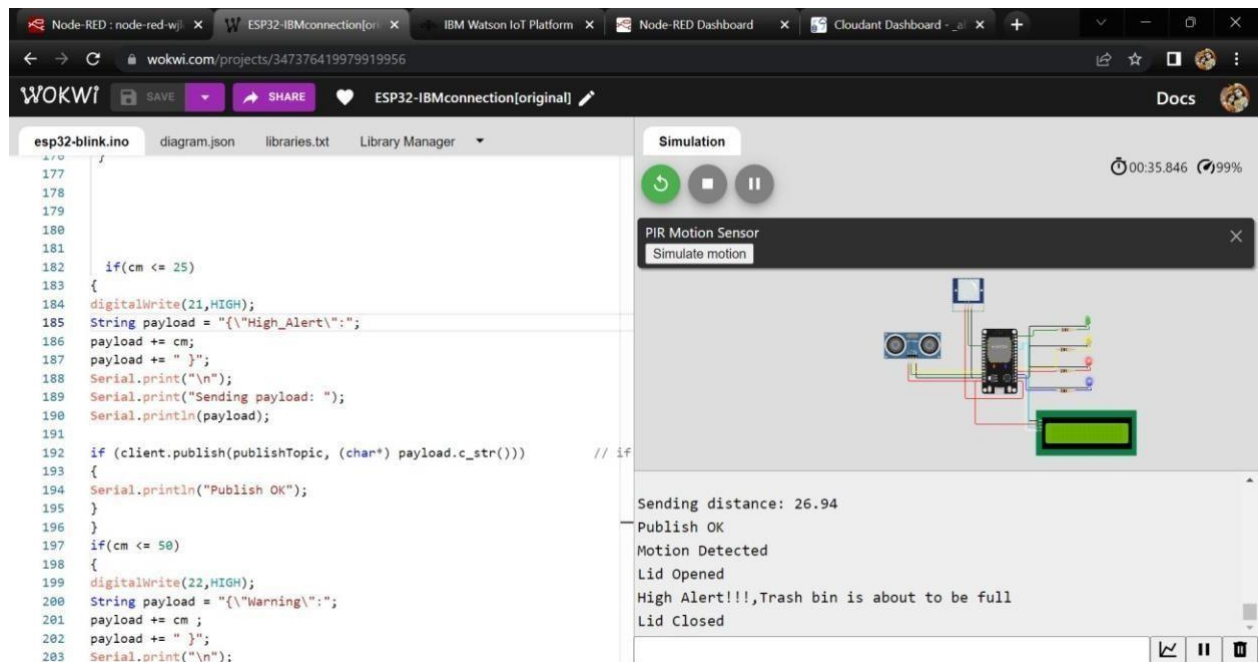 Node-RED : node-red-wjl
ESP32-IBMconnection[ori
IBM Watson IoT Platform
Node-RED Dashboard
Cloudant Dashboard - _al
wokwi.com/projects/347376419979919956
WOKWI
SAVE
SHARE
ESP32-IBMconnection[original]
Docs
esp32-blink.ino
diagram.json
libraries.txt
Library Manager
176 }
177
178
179
180
181
182 if(cm <= 25)
183 {
184 digitalWrite(21,HIGH);
185 String payload = "{\"High_Alert\":";
186 payload += cm;
187 payload += " }";
188 Serial.print("\n");
189 Serial.print("Sending payload: ");
190 Serial.println(payload);
191
192 if (client.publish(publishTopic, (char*) payload.c_str())) // if
193 {
194 Serial.println("Publish OK");
195 }
196 }
197 if(cm <= 50)
198 {
199 digitalWrite(22,HIGH);
200 String payload = "{\"Warning\":";
201 payload += cm ;
202 payload += " }";
203 Serial.print("\n");
Simulation
00:35.846 99%
PIR Motion Sensor
Simulate motion
Sending distance: 26.94
Publish OK
Motion Detected
Lid Opened
High Alert!!!,Trash bin is about to be full
Lid Closed